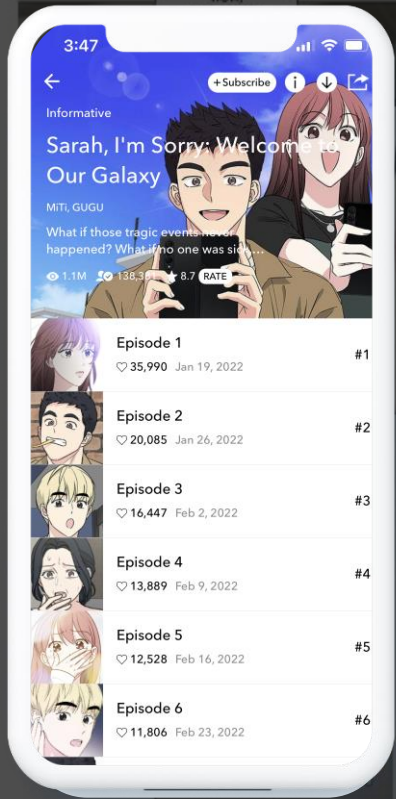 3:47
+Subscribe
Informative
Sarah, I'm Sorry; Welcome to
Our Galaxy
MiTi, GUGU
What if those tragic events never
happened? What if no one was sick,...
1.1M 8.7 RATE
Episode 1
35,990 Jan 19, 2022
#1
Episode 2
20,085 Jan 26, 2022
#2
Episode 3
16,447 Feb 2, 2022
#3
Episode 4
13,889 Feb 9, 2022
#4
Episode 5
12,528 Feb 16, 2022
#5
Episode 6
11,806 Feb 23, 2022
#6